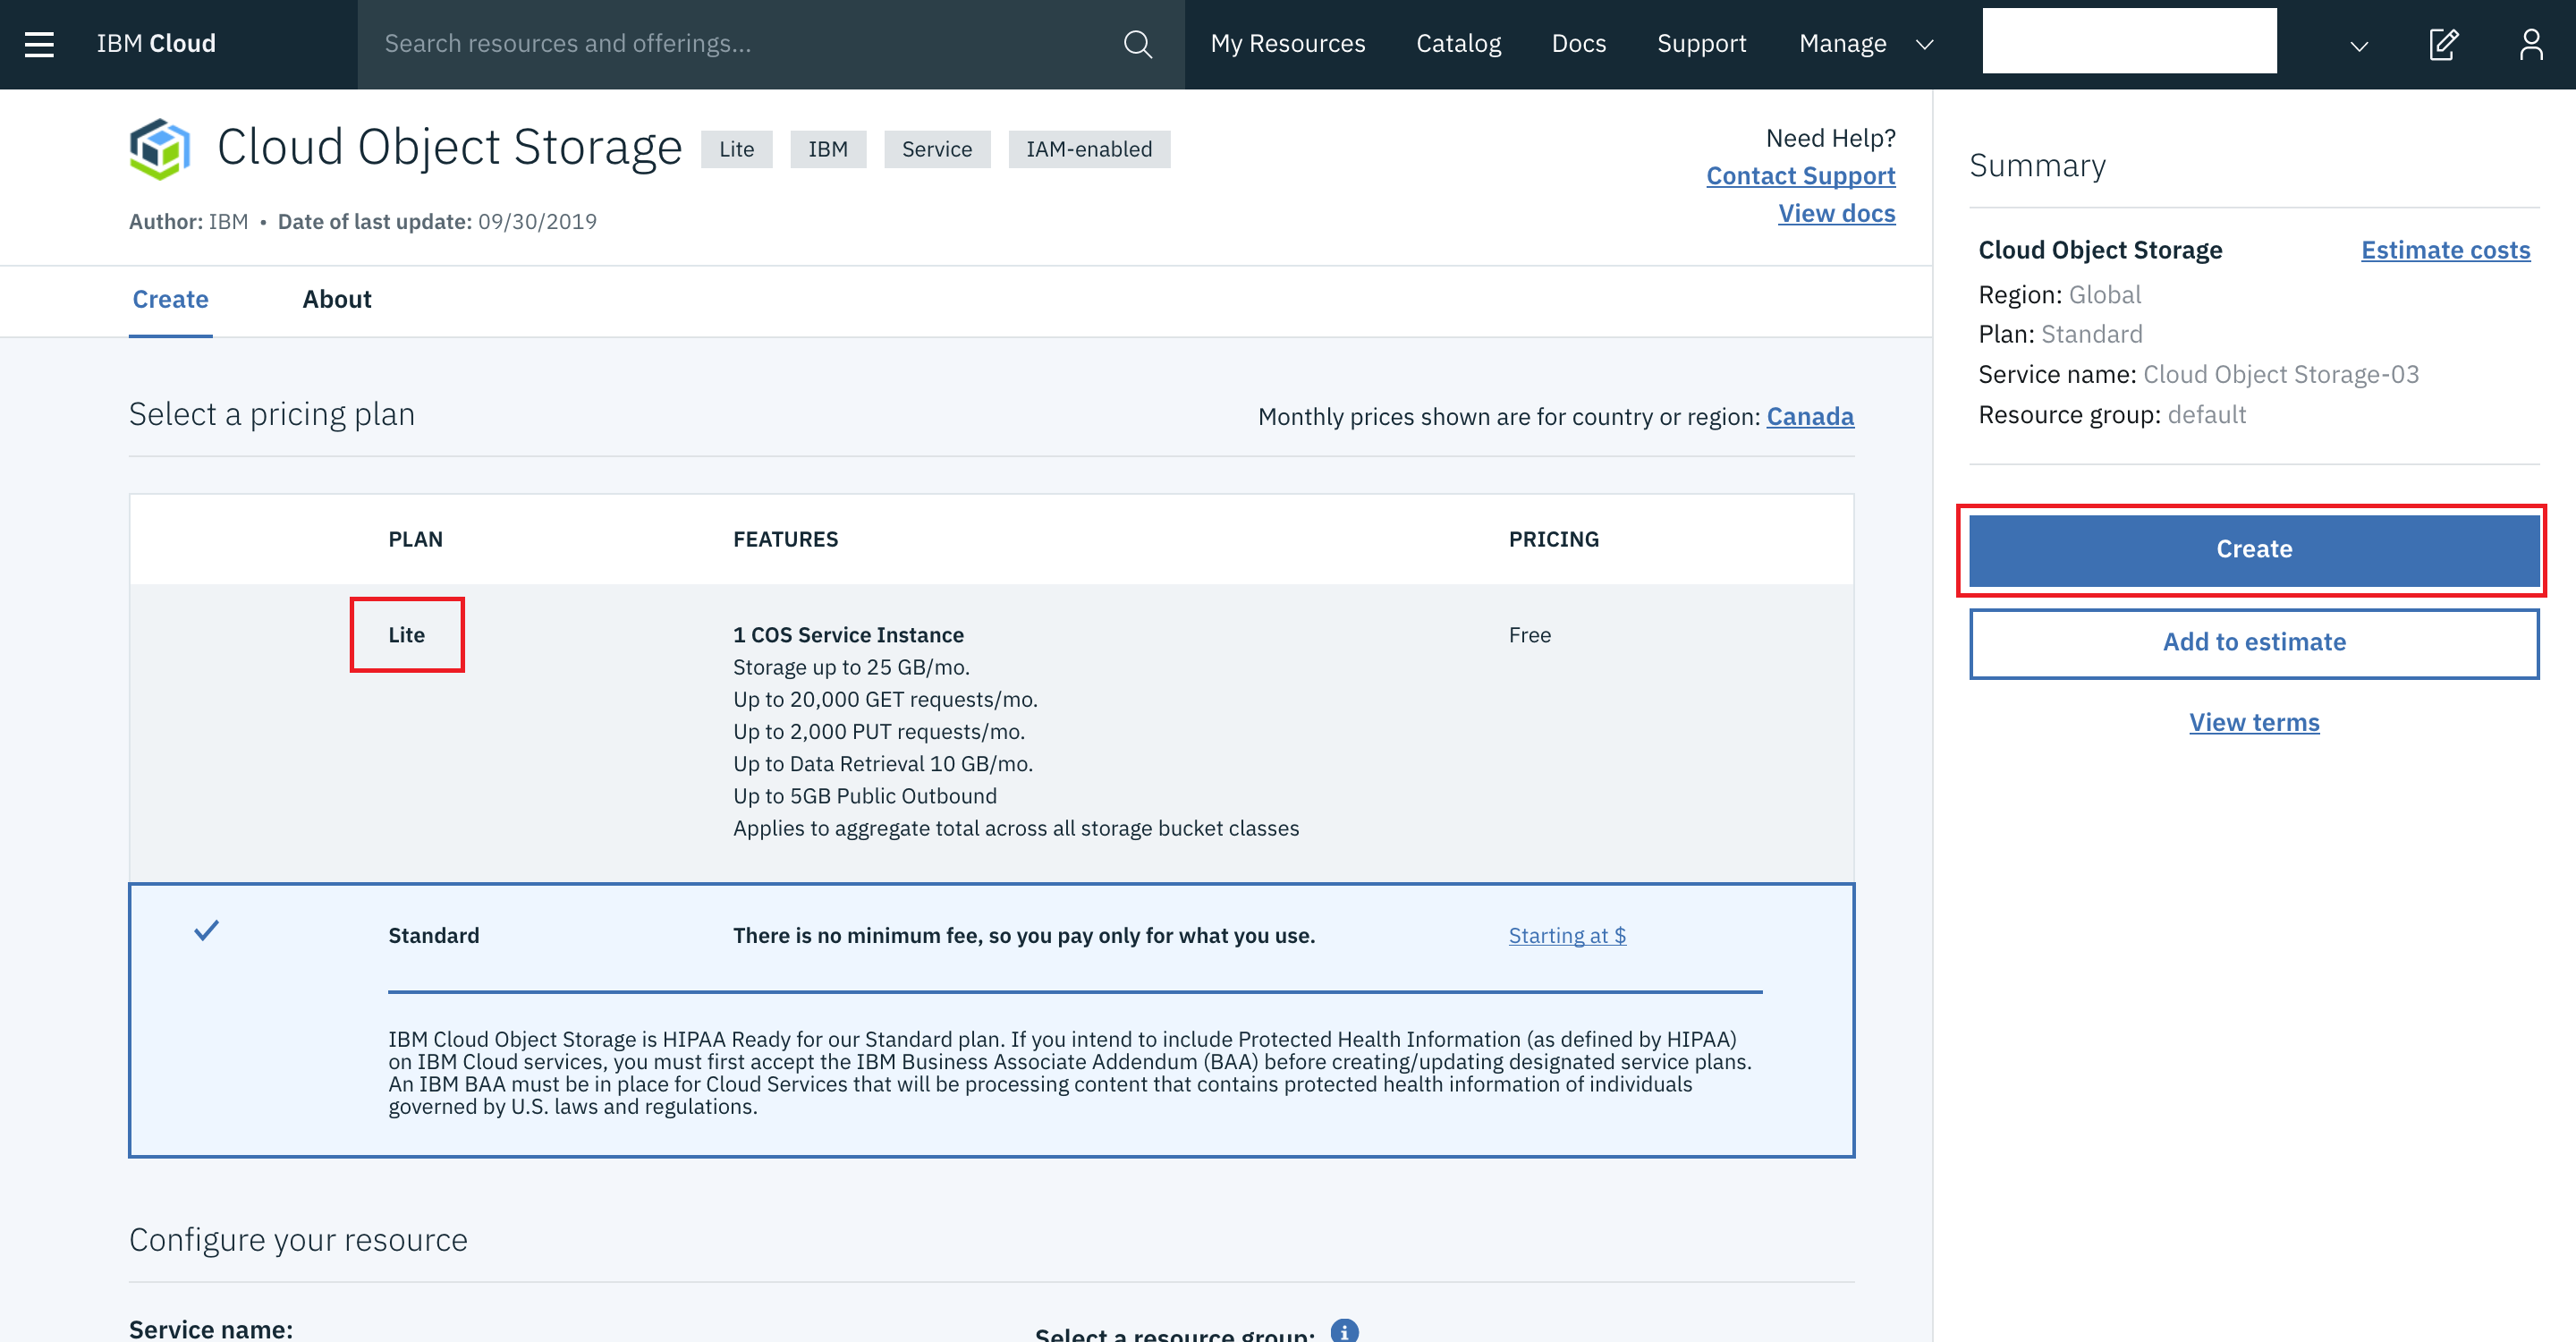 IBM Cloud
Search resources and offerings...
My Resources
Catalog
Docs
Support
Manage
Cloud Object Storage
Lite
IBM
Service
IAM-enabled
Need Help?
Contact Support
View docs
Author: IBM • Date of last update: 09/30/2019
Create
About
Select a pricing plan
Monthly prices shown are for country or region: Canada
PLAN
FEATURES
PRICING
Lite
1 COS Service Instance
Free
Storage up to 25 GB/mo.
Up to 20,000 GET requests/mo.
Up to 2,000 PUT requests/mo.
Up to Data Retrieval 10 GB/mo.
Up to 5GB Public Outbound
Applies to aggregate total across all storage bucket classes
Standard
There is no minimum fee, so you pay only for what you use.
Starting at $
IBM Cloud Object Storage is HIPAA Ready for our Standard plan. If you intend to include Protected Health Information (as defined by HIPAA)
on IBM Cloud services, you must first accept the IBM Business Associate Addendum (BAA) before creating/updating designated service plans.
An IBM BAA must be in place for Cloud Services that will be processing content that contains protected health information of individuals
governed by U.S. laws and regulations.
Configure your resource
Service name:
Select a resource group:
Summary
Cloud Object Storage
Estimate costs
Region: Global
Plan: Standard
Service name: Cloud Object Storage-03
Resource group: default
Create
Add to estimate
View terms